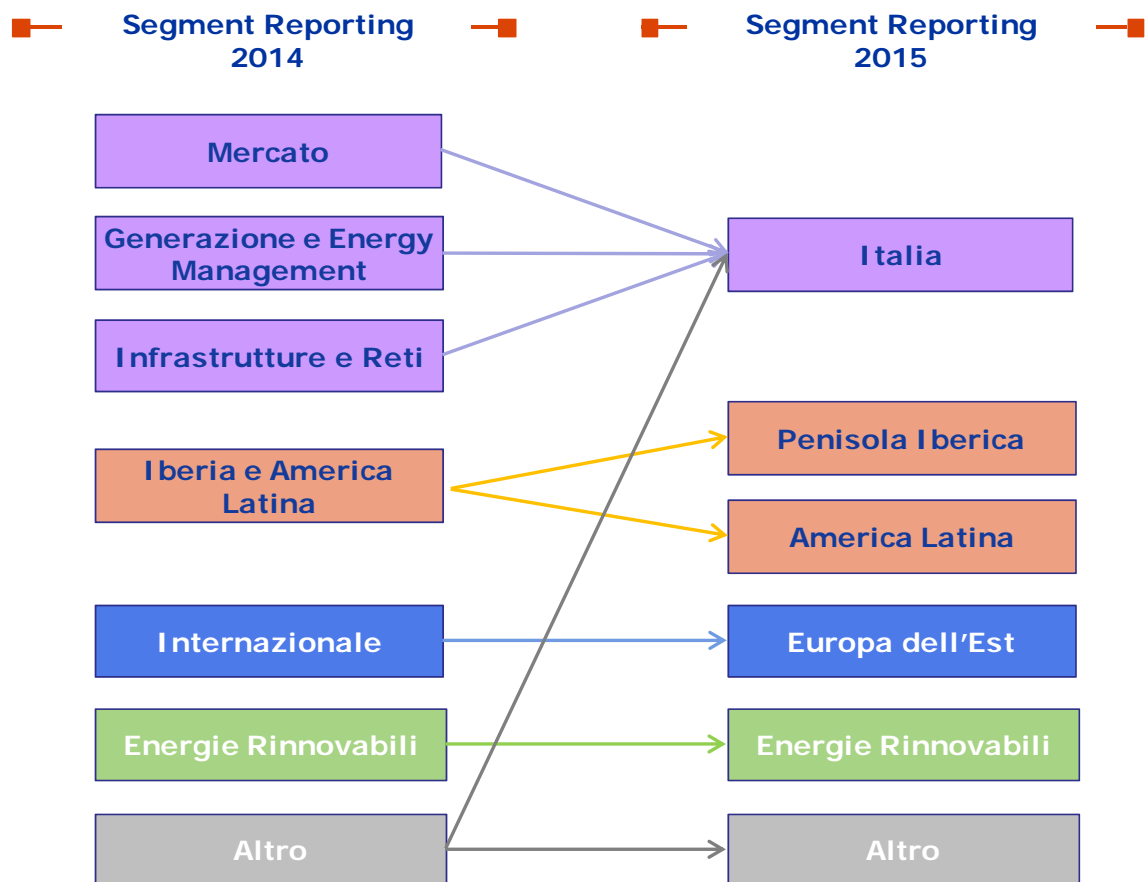 Segment Reporting
2014
Segment Reporting
2015
Mercato
Generazione e Energy
Management
Infrastrutture e Reti
Iberia e America
Latina
Internazionale
Energie Rinnovabili
Altro
Italia
Penisola Iberica
America Latina
Europa dell'Est
Energie Rinnovabili
Altro